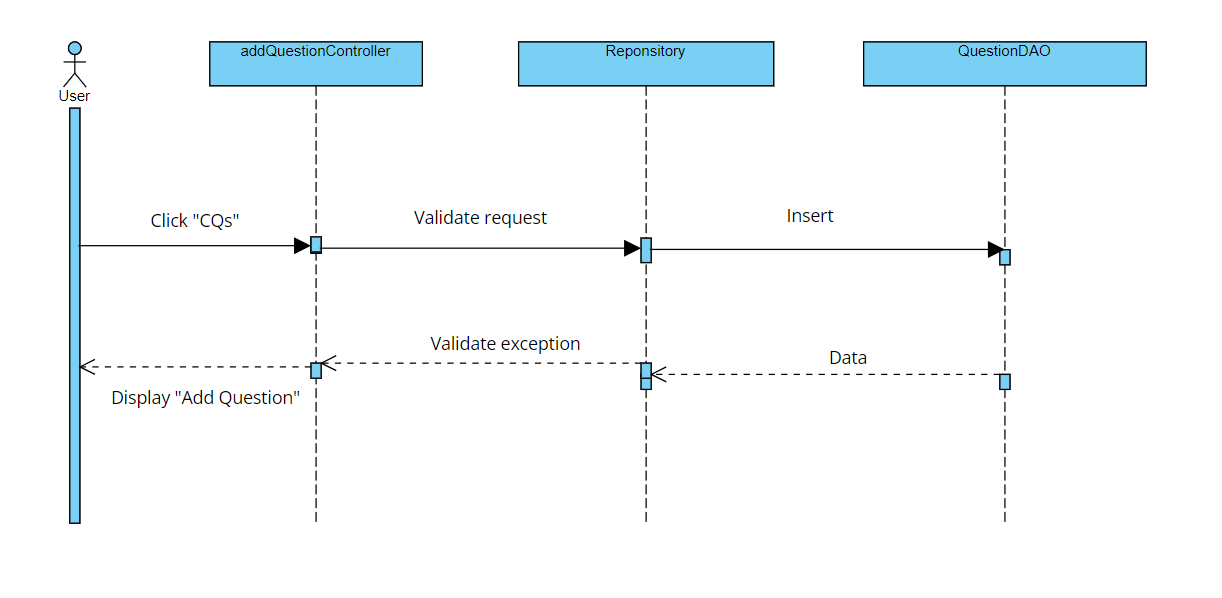 addQuestionController
Reponsitory
QuestionDAO
User
Click "CQs"
Validate request
Insert
Validate exception
Data
Display "Add Question"